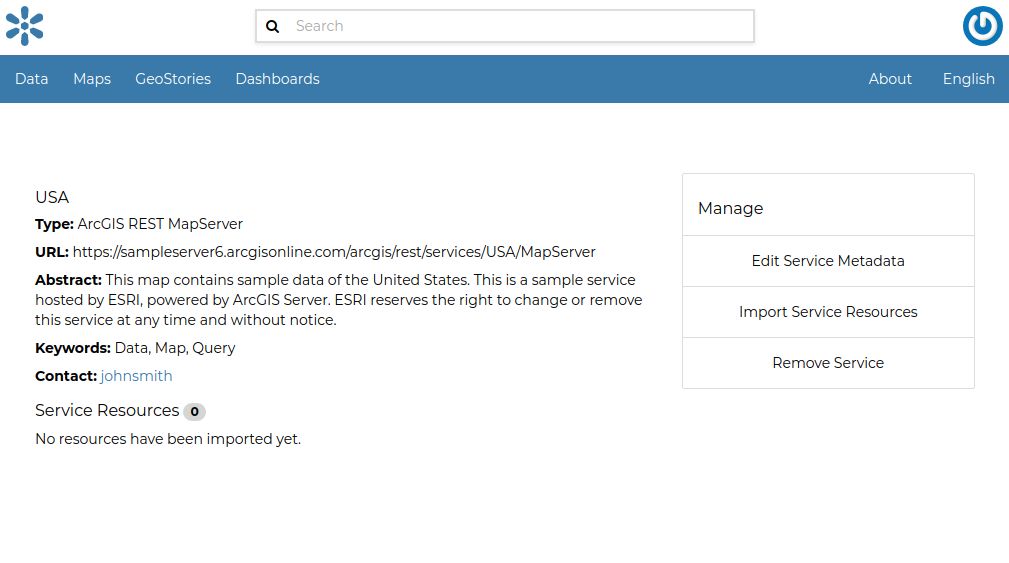 Search
Data Maps GeoStories Dashboards About English
USA
Type: ArcGIS REST MapServer
URL: https://sampleserver6.arcgisonline.com/arcgis/rest/services/USA/MapServer
Abstract: This map contains sample data of the United States. This is a sample service
hosted by ESRI, powered by ArcGIS Server. ESRI reserves the right to change or remove
this service at any time and without notice.
Keywords: Data, Map, Query
Contact: johnsmith
Service Resources 0
No resources have been imported yet.
Manage
Edit Service Metadata
Import Service Resources
Remove Service